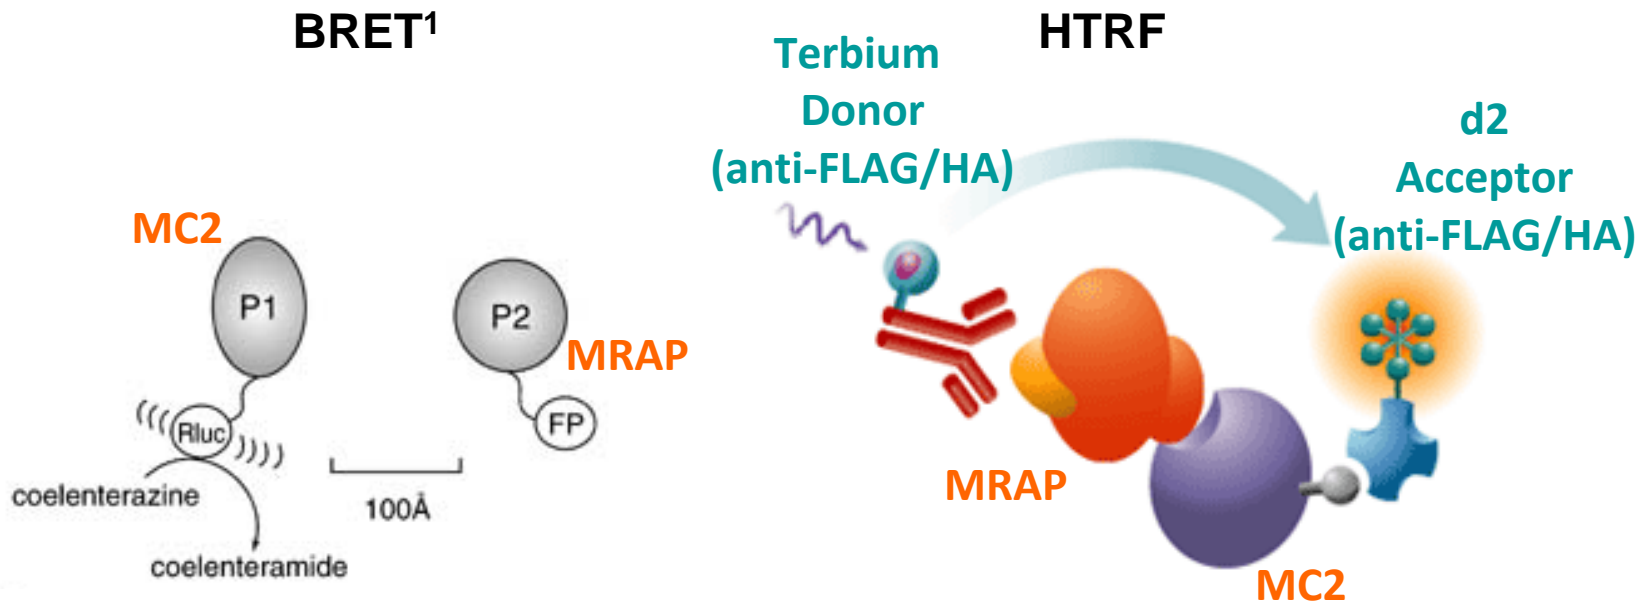 BRET¹
MC2
P1
P2
MRAP
Rluc
FP
coelenterazine
100Å
coelenteramide
HTRF
Terbium
Donor
(anti-FLAG/HA)
d2
Acceptor
(anti-FLAG/HA)
MRAP
MC2